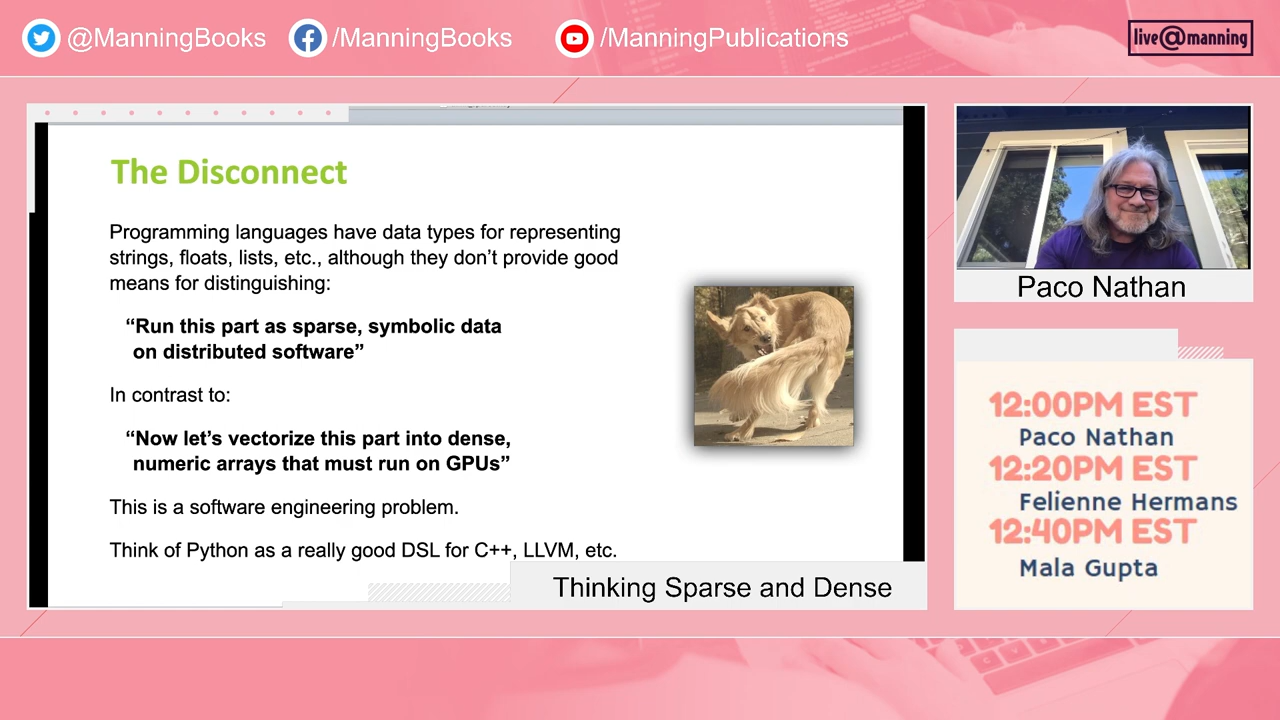 @ManningBooks
/ManningBooks
/ManningPublications
live@manning
The Disconnect
Programming languages have data types for representing
strings, floats, lists, etc., although they don’t provide good
means for distinguishing:
“Run this part as sparse, symbolic data
on distributed software”
In contrast to:
“Now let’s vectorize this part into dense,
numeric arrays that must run on GPUs”
This is a software engineering problem.
Think of Python as a really good DSL for C++, LLVM, etc.
Thinking Sparse and Dense
Paco Nathan
12:00PM EST
Paco Nathan
12:20PM EST
Felienne Hermans
12:40PM EST
Mala Gupta